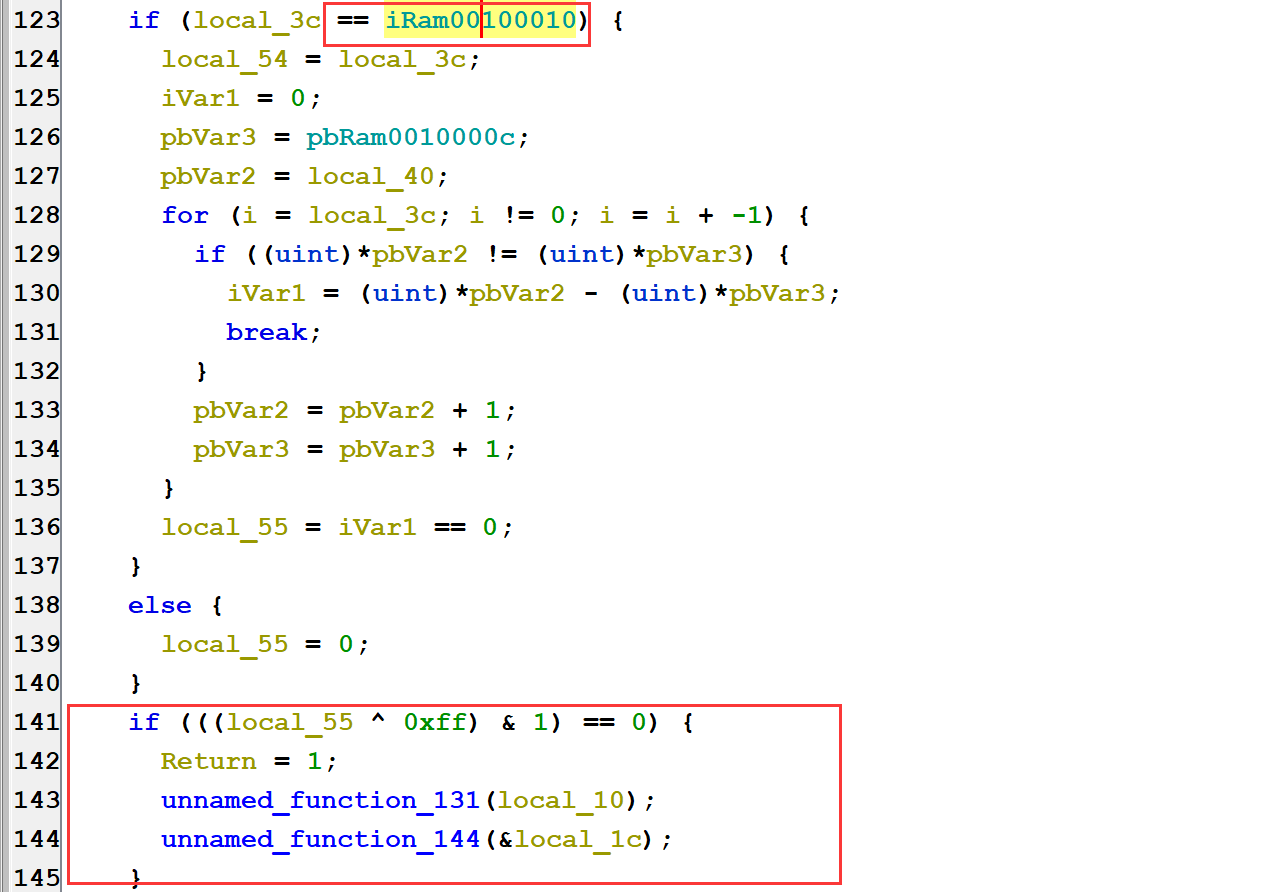 123 if (local_3c == iRam00100010) {
124 local_54 = local_3c;
125 iVar1 = 0;
126 pbVar3 = pbRam0010000c;
127 pbVar2 = local_40;
128 for (i = local_3c; i != 0; i = i + -1) {
129 if ((uint)*pbVar2 != (uint)*pbVar3) {
130 iVar1 = (uint)*pbVar2 - (uint)*pbVar3;
131 break;
132 }
133 pbVar2 = pbVar2 + 1;
134 pbVar3 = pbVar3 + 1;
135 }
136 local_55 = iVar1 == 0;
137 }
138 else {
139 local_55 = 0;
140 }
141 if (((local_55 ^ 0xff) & 1) == 0) {
142 Return = 1;
143 unnamed_function_131(local_10);
144 unnamed_function_144(&local_1c);
145 }